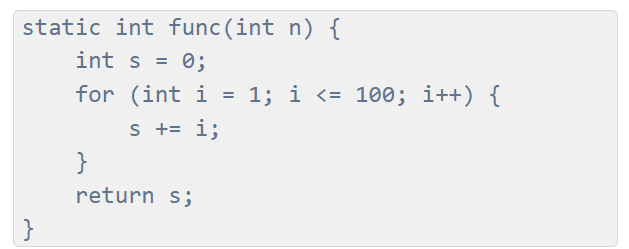 static int func(int n) {
    int s = 0;
    for (int i = 1; i <= 100; i++) {
        s += i;
    }
    return s;
}